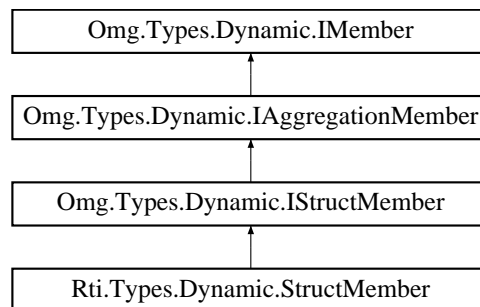 Omg.Types.Dynamic.IMember
Omg.Types.Dynamic.IAggregationMember
Omg.Types.Dynamic.IStructMember
Rti.Types.Dynamic.StructMember